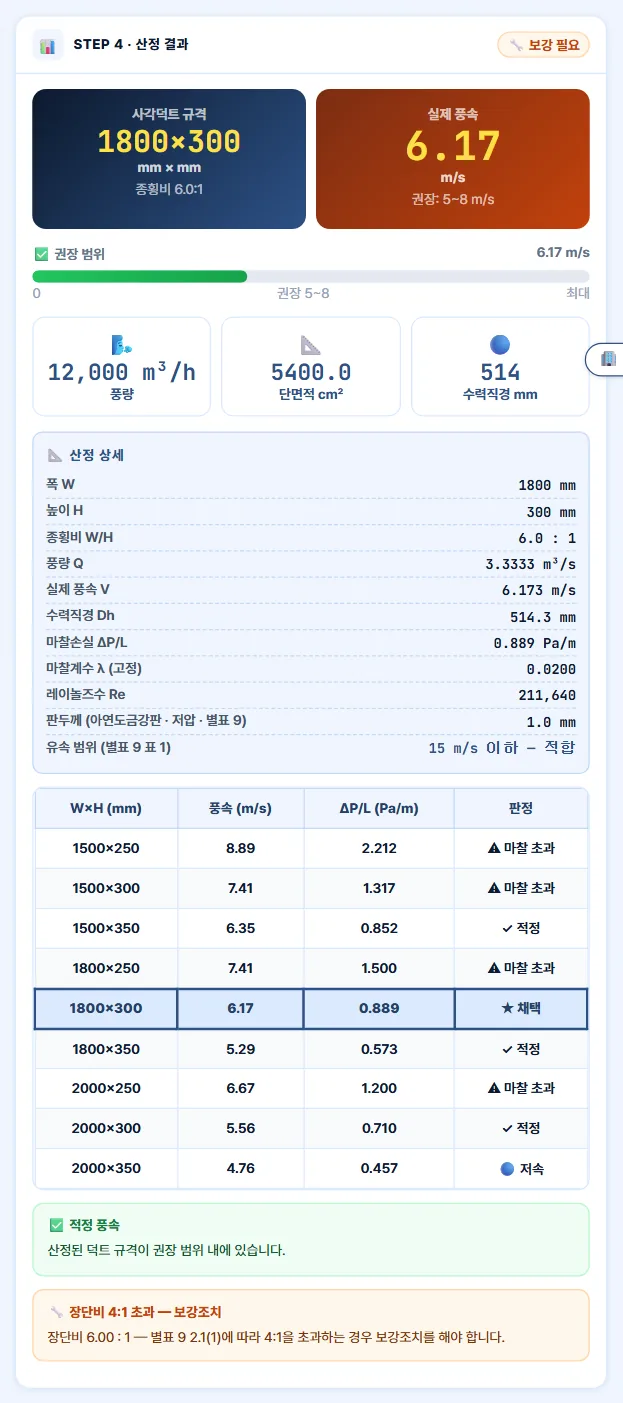 STEP 4 · 산정 결과
보강 필요
사각덕트 규격
1800×300
mm × mm
종횡비 6.0:1
실제 풍속
6.17
m/s
권장: 5~8 m/s
권장 범위
6.17 m/s
0
권장 5~8
최대
12,000 m³/h
풍량
5400.0
단면적 cm²
514
수력직경 mm
산정 상세
폭 W 1800 mm
높이 H 300 mm
종횡비 W/H 6.0 : 1
풍량 Q 3.3333 m³/s
실제 풍속 V 6.173 m/s
수력직경 Dh 514.3 mm
마찰손실 ΔP/L 0.889 Pa/m
마찰계수 λ (고정) 0.0200
레이놀즈수 Re 211,640
판두께 (아연도금강판 · 저압 · 별표 9) 1.0 mm
유속 범위 (별표 9 표 1) 15 m/s 이하 — 적합
W×H (mm) 풍속 (m/s) ΔP/L (Pa/m) 판정
1500×250 8.89 2.212 ⚠ 마찰 초과
1500×300 7.41 1.317 ⚠ 마찰 초과
1500×350 6.35 0.852 ✓ 적정
1800×250 7.41 1.500 ⚠ 마찰 초과
1800×300 6.17 0.889 ★ 채택
1800×350 5.29 0.573 ✓ 적정
2000×250 6.67 1.200 ⚠ 마찰 초과
2000×300 5.56 0.710 ✓ 적정
2000×350 4.76 0.457 저속
적정 풍속
산정된 덕트 규격이 권장 범위 내에 있습니다.
장단비 4:1 초과 — 보강조치
장단비 6.00 : 1 — 별표 9 2.1(1)에 따라 4:1을 초과하는 경우 보강조치를 해야 합니다.